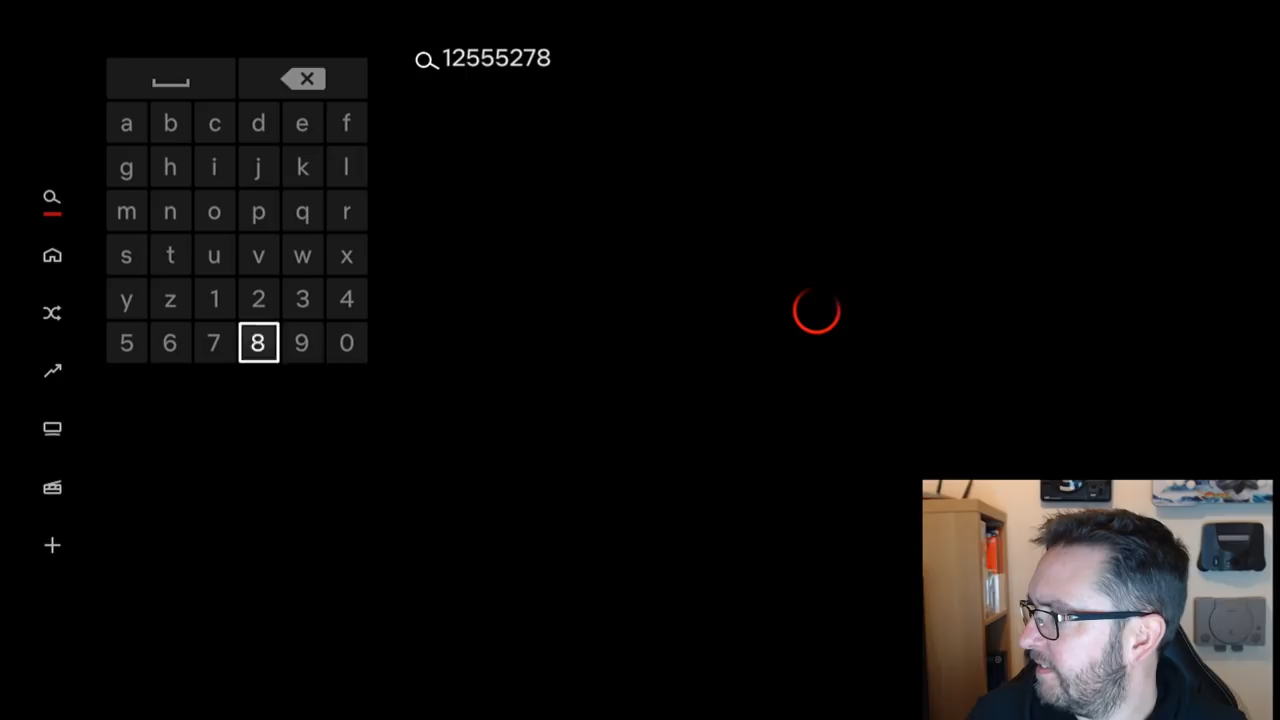 12555278
a b c d e f
g h i j k l
m n o p q r
s t u v w x
y z 1 2 3 4
5 6 7 8 9 0